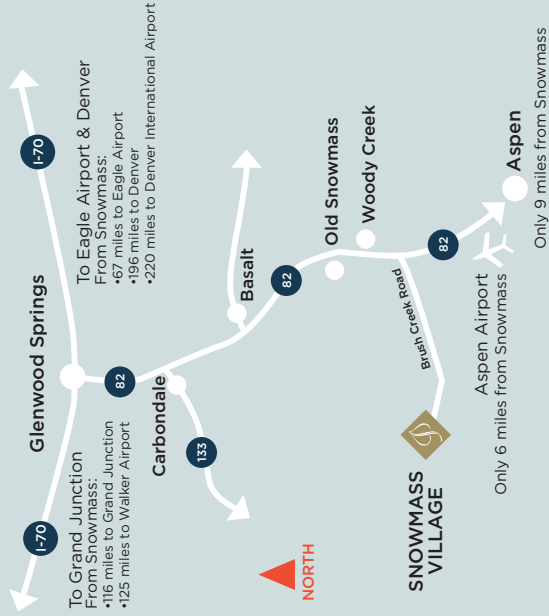 I-70
Glenwood Springs
I-70
To Grand Junction
From Snowmass:
•116 miles to Grand Junction
•125 miles to Walker Airport
To Eagle Airport & Denver
From Snowmass:
•67 miles to Eagle Airport
•196 miles to Denver
•220 miles to Denver International Airport
82
Carbondale
133
Basalt
82
Old Snowmass
Woody Creek
NORTH
Brush Creek Road
82
SNOWMASS
VILLAGE
Aspen Airport
Only 6 miles from Snowmass
Aspen
Only 9 miles from Snowmass